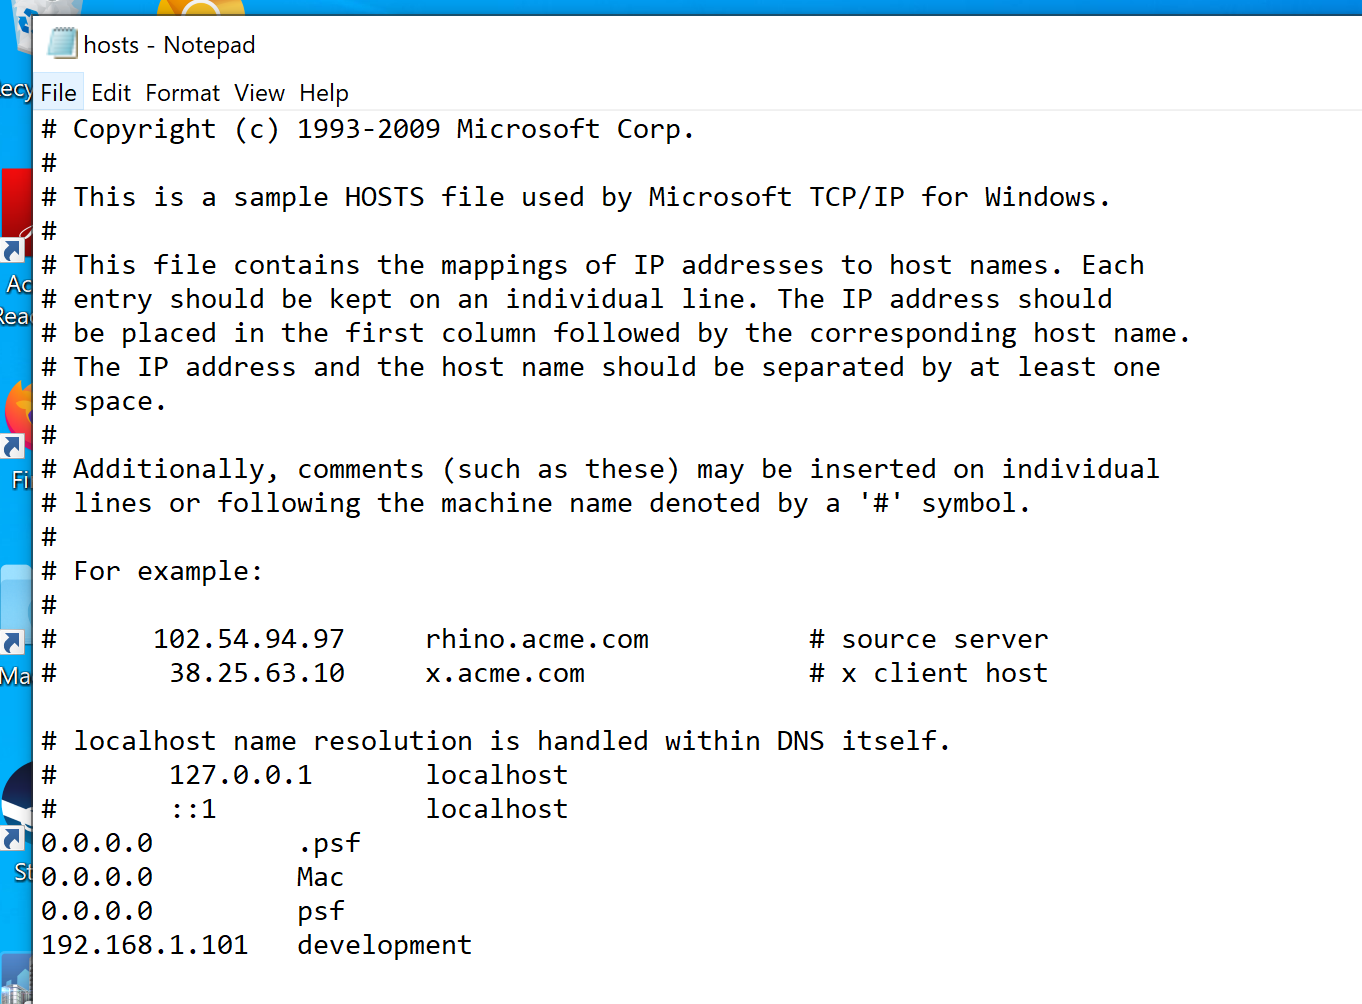 hosts - Notepad
File Edit Format View Help
# Copyright (c) 1993-2009 Microsoft Corp.
#
# This is a sample HOSTS file used by Microsoft TCP/IP for Windows.
#
# This file contains the mappings of IP addresses to host names. Each
# entry should be kept on an individual line. The IP address should
# be placed in the first column followed by the corresponding host name.
# The IP address and the host name should be separated by at least one
# space.
#
# Additionally, comments (such as these) may be inserted on individual
# lines or following the machine name denoted by a '#' symbol.
#
# For example:
#
#      102.54.94.97     rhino.acme.com          # source server
#       38.25.63.10     x.acme.com              # x client host

# localhost name resolution is handled within DNS itself.
#       127.0.0.1       localhost
#       ::1             localhost
0.0.0.0         .psf
0.0.0.0         Mac
0.0.0.0         psf
192.168.1.101   development